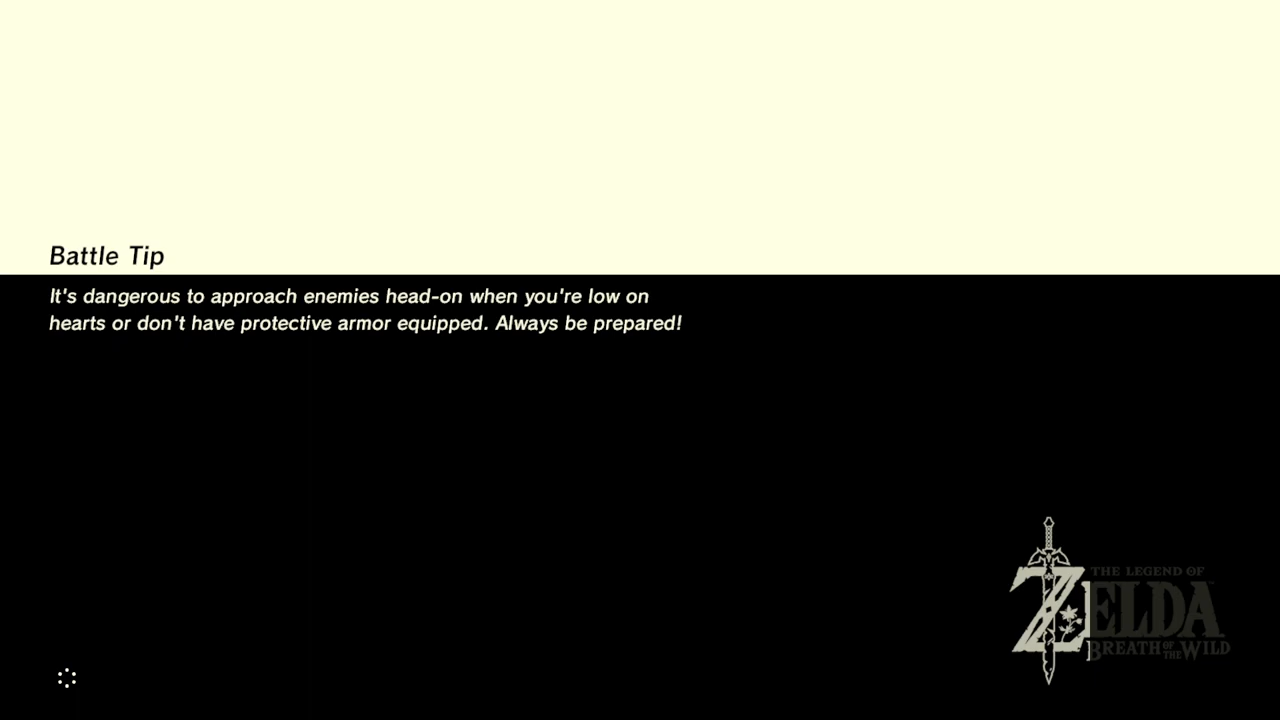 Battle Tip
It's dangerous to approach enemies head-on when you're low on
hearts or don't have protective armor equipped. Always be prepared!
THE LEGEND OF
ZELDA
BREATH OF THE WILD